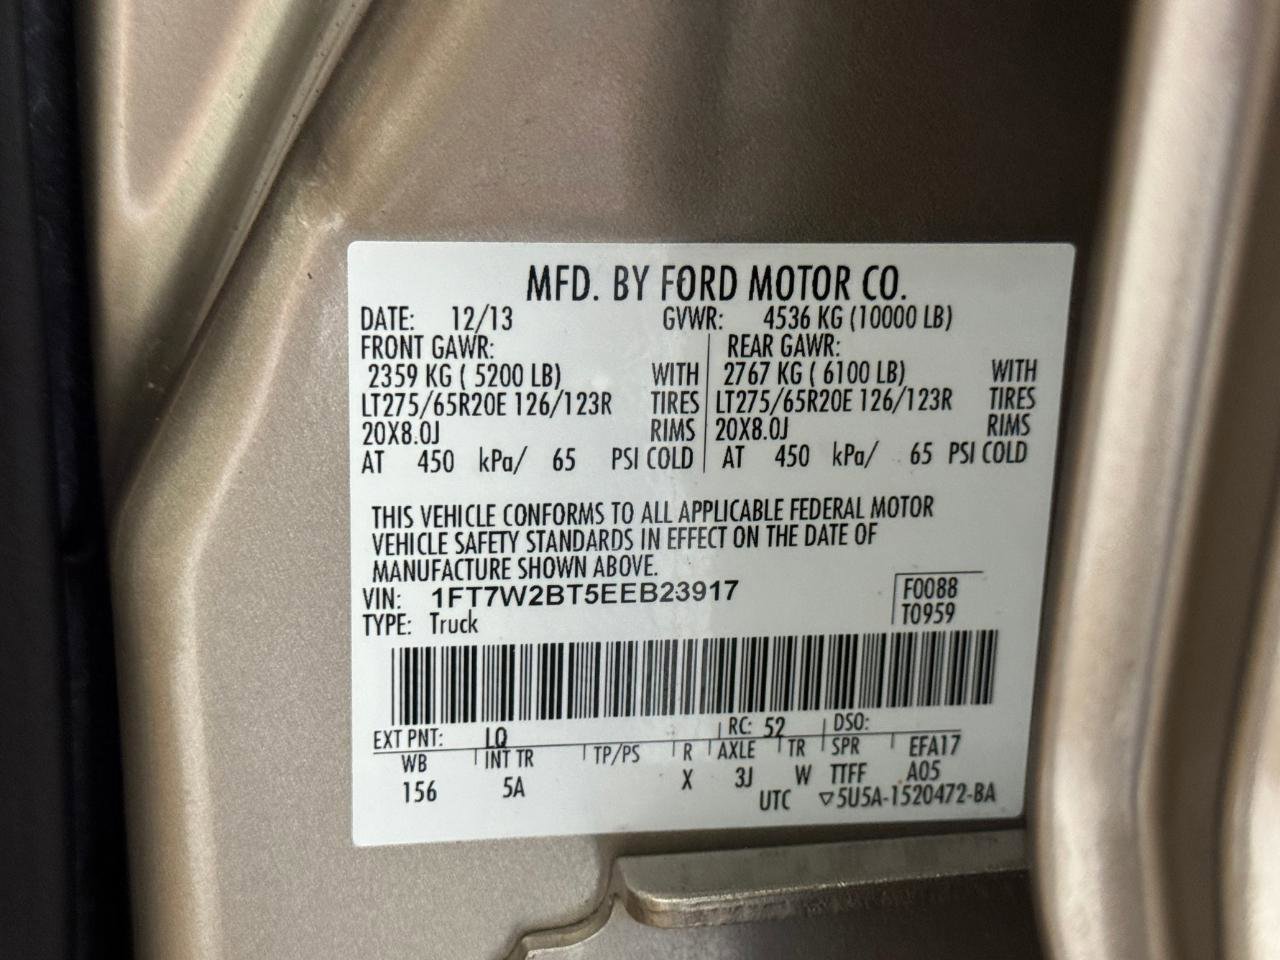 MFD. BY FORD MOTOR CO.
DATE: 12/13 GVWR: 4536 KG (10000 LB)
FRONT GAWR: REAR GAWR:
2359 KG ( 5200 LB) WITH 2767 KG ( 6100 LB) WITH
LT275/65R20E 126/123R TIRES LT275/65R20E 126/123R TIRES
20X8.0J RIMS 20X8.0J RIMS
AT 450 kPa/ 65 PSI COLD AT 450 kPa/ 65 PSI COLD
THIS VEHICLE CONFORMS TO ALL APPLICABLE FEDERAL MOTOR
VEHICLE SAFETY STANDARDS IN EFFECT ON THE DATE OF
MANUFACTURE SHOWN ABOVE.
VIN: 1FT7W2BT5EEB23917 F0088
TYPE: Truck T0959
EXT PNT: LQ RC: 52 DSO:
WB INT TR TP/PS R AXLE TR SPR EFA17
156 5A X 3J W TTFF A05
UTC ▽5U5A-1520472-BA